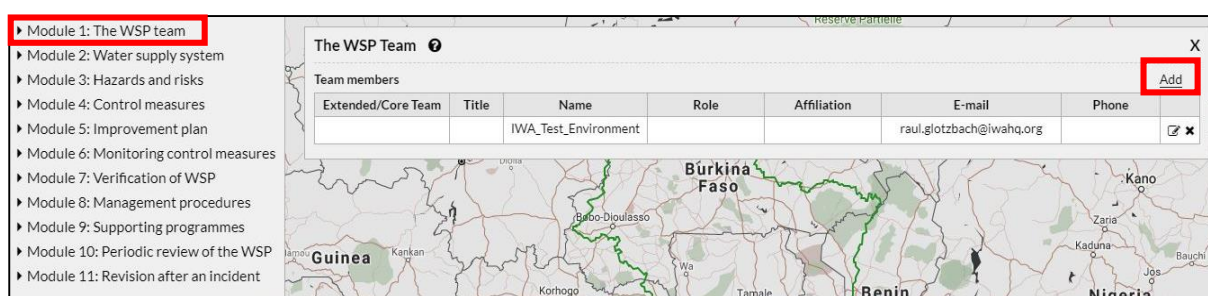 Module 1: The WSP team
Module 2: Water supply system
Module 3: Hazards and risks
Module 4: Control measures
Module 5: Improvement plan
Module 6: Monitoring control measures
Module 7: Verification of WSP
Module 8: Management procedures
Module 9: Supporting programmes
Module 10: Periodic review of the WSP
Module 11: Revision after an incident
Reserve Partielle
The WSP Team ? X
Team members Add
Extended/Core Team Title Name Role Affiliation E-mail Phone
IWA_Test_Environment raul.glotzbach@iwahq.org
Burkina
Faso
Kano
Bobo-Dioulasso
Zaria
Guinea
Kankan
Kaduna
Bauchi
Wa
Jos
Korhogo
Tamale
Benin
Nigeria